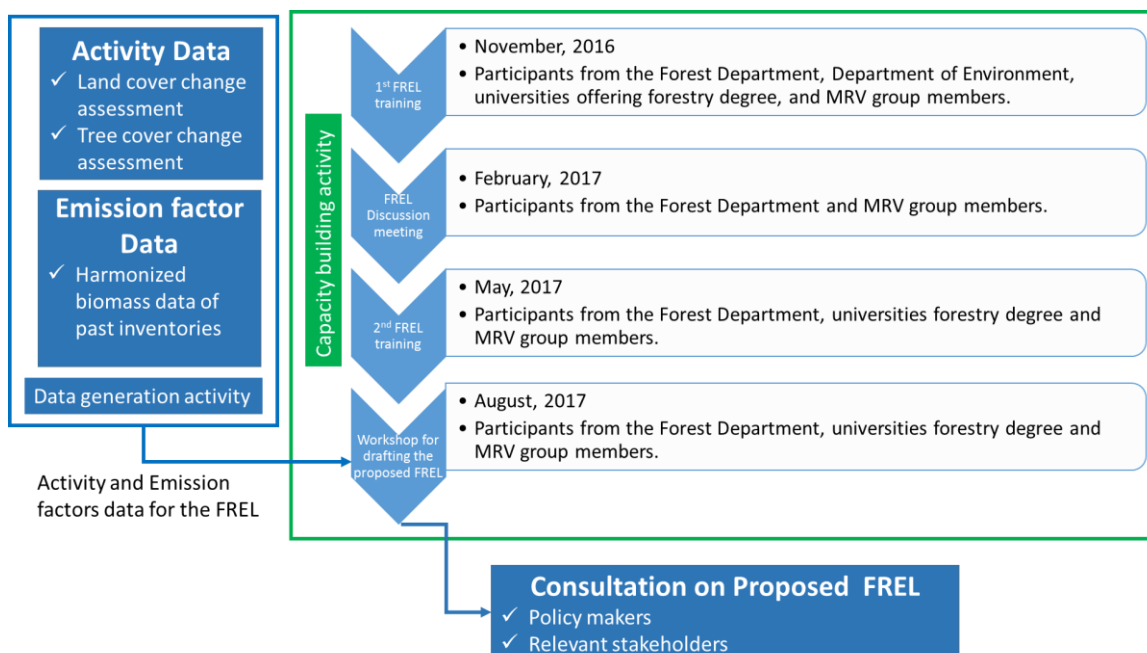 Activity Data
✓ Land cover change
assessment
✓ Tree cover change
assessment
Emission factor
Data
✓ Harmonized
biomass data of
past inventories
Data generation activity
Activity and Emission
factors data for the FREL
Capacity building activity
1st FREL
training
• November, 2016
• Participants from the Forest Department, Department of Environment,
universities offering forestry degree, and MRV group members.
FREL
Discussion
meeting
• February, 2017
• Participants from the Forest Department and MRV group members.
2nd FREL
training
• May, 2017
• Participants from the Forest Department, universities forestry degree and
MRV group members.
Workshop for
drafting the
proposed FREL
• August, 2017
• Participants from the Forest Department, universities forestry degree and
MRV group members.
Consultation on Proposed FREL
✓ Policy makers
✓ Relevant stakeholders